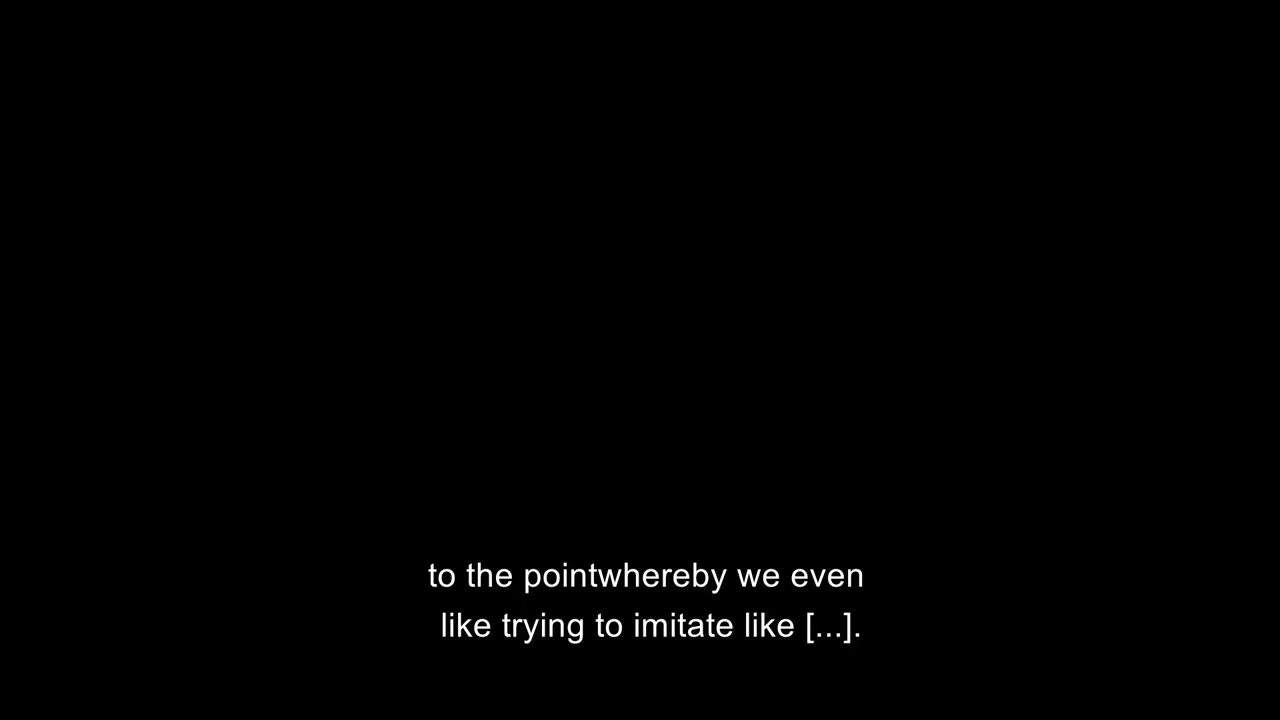 to the pointwhereby we even
like trying to imitate like [...].